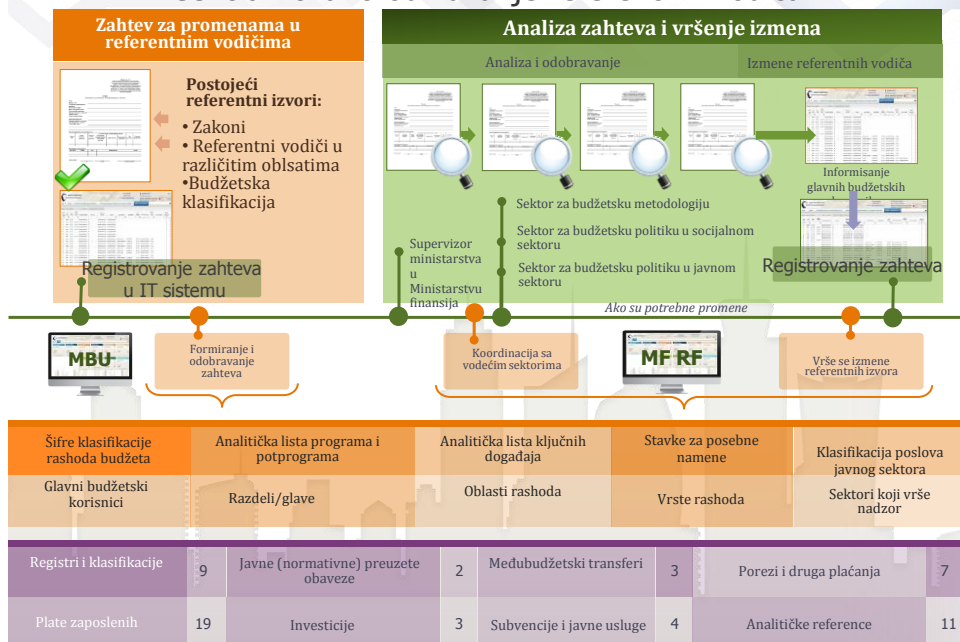 Zahtev za promenama u
referentnim vodičima
Analiza zahteva i vršenje izmena
Analiza i odobravanje
Izmene referentnih vodiča
Postojeći
referentni izvori:
• Zakoni
• Referentni vodiči u
različitim oblsatima
•Budžetska
klasifikacija
Informisanje
glavnih budžetskih
Sektor za budžetsku metodologiju
Sektor za budžetsku politiku u socijalnom
sektoru
Sektor za budžetsku politiku u javnom
sektoru
Supervizor
ministarstva
u
Ministarstvu
finansija
Registrovanje zahteva
u IT sistemu
Registrovanje zahteva
Ako su potrebne promene
MBU
Formiranje i
odobravanje
zahteva
Koordinacija sa
vodećim sektorima
MF RF
Vrše se izmene
referentnih izvora
Šifre klasifikacije
rashoda budžeta
Analitička lista programa i
potprograma
Analitička lista ključnih
događaja
Stavke za posebne
namene
Klasifikacija poslova
javnog sektora
Glavni budžetski
korisnici
Razdeli/glave
Oblasti rashoda
Vrste rashoda
Sektori koji vrše
nadzor
Registri i klasifikacije
9
Javne (normativne) preuzete
obaveze
2
Međubudžetski transferi
3
Porezi i druga plaćanja
7
Plate zaposlenih
19
Investicije
3
Subvencije i javne usluge
4
Analitičke reference
11